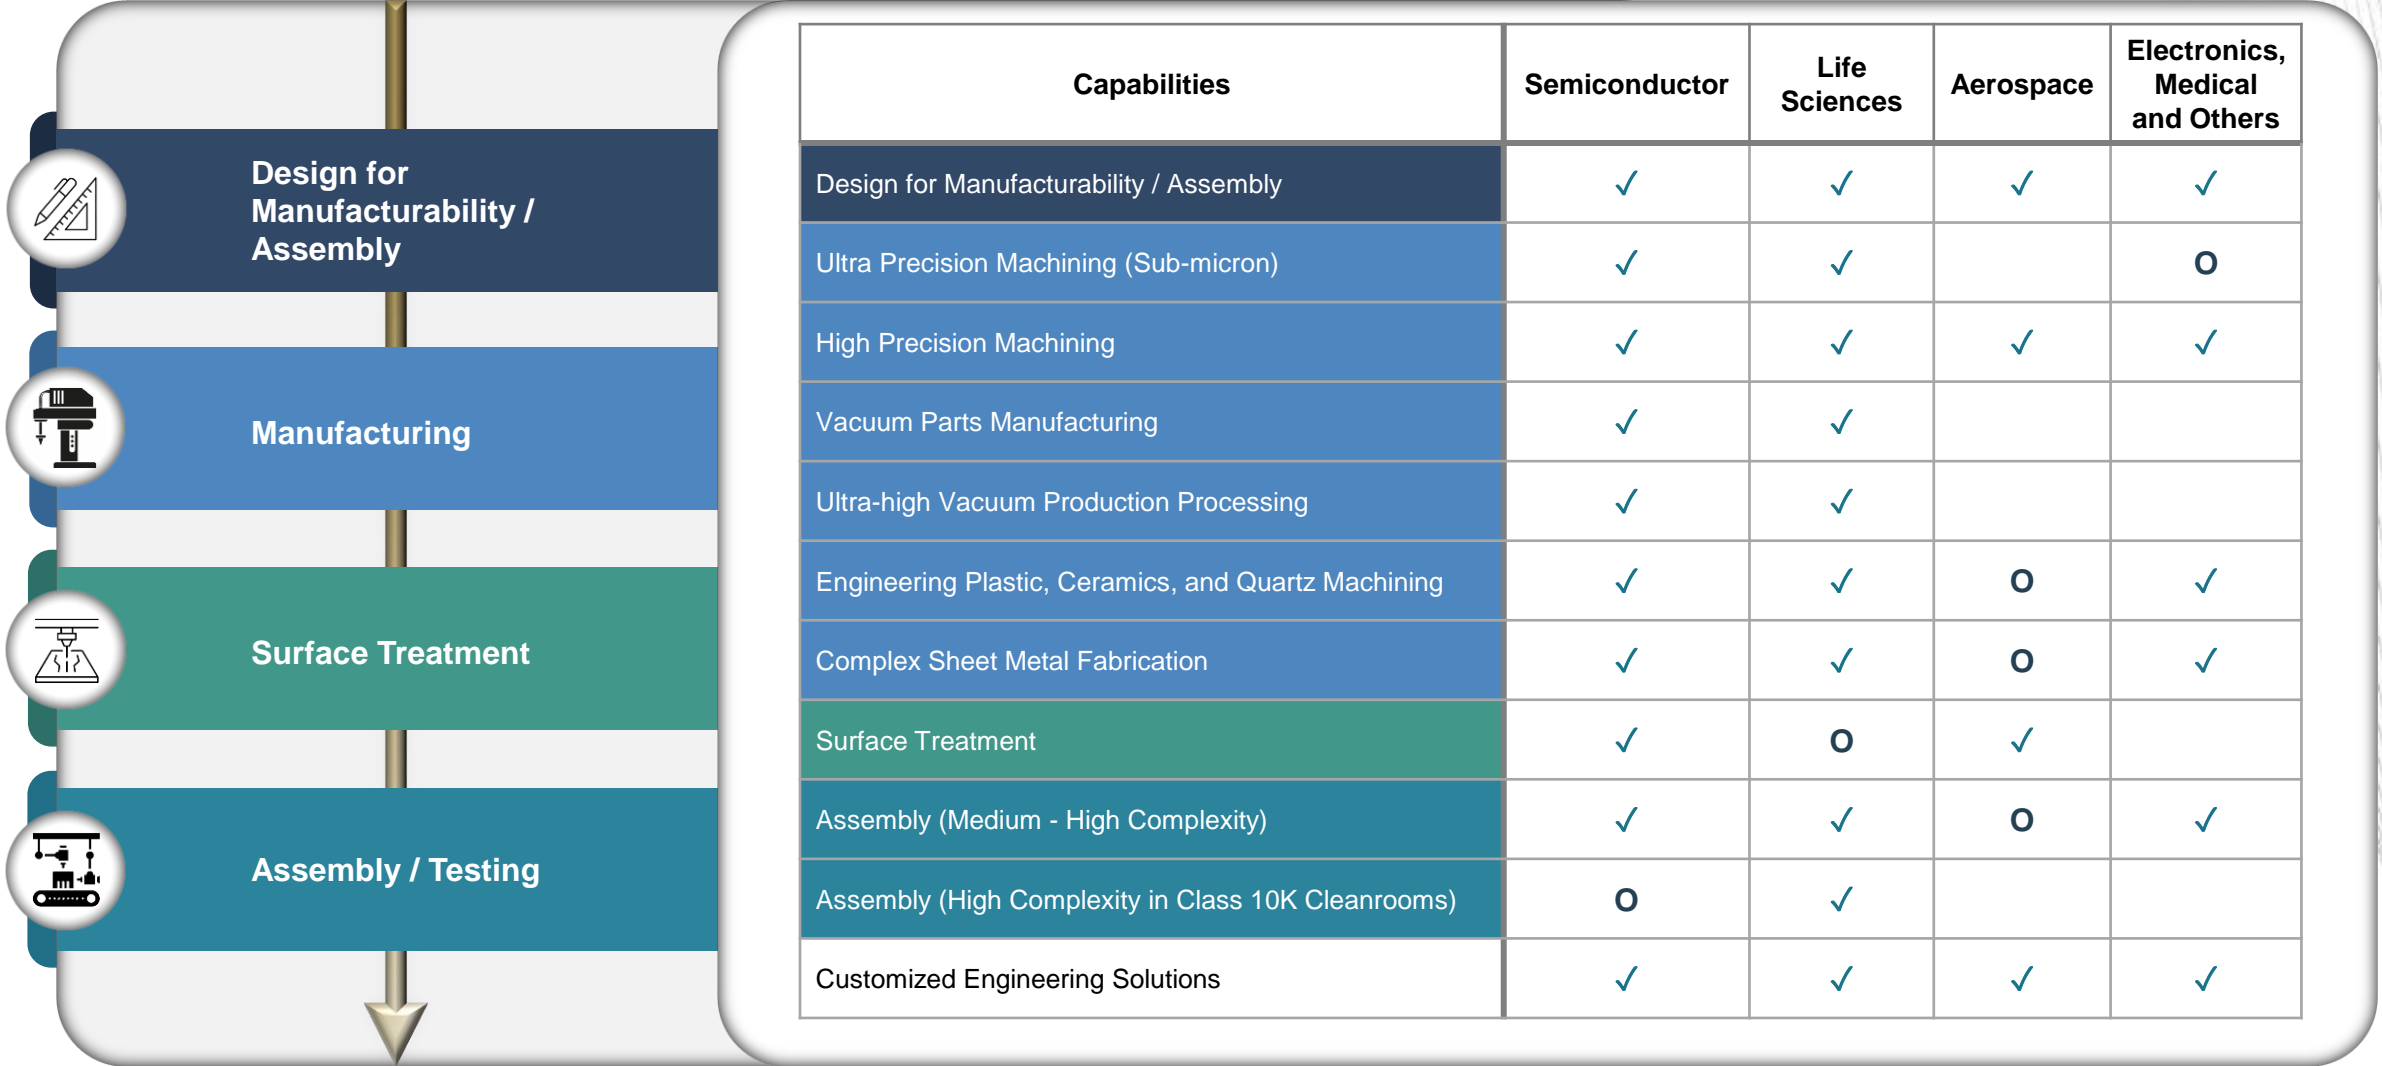 Design for
Manufacturability /
Assembly
Manufacturing
Surface Treatment
Assembly / Testing
Capabilities Semiconductor Life Sciences Aerospace Electronics, Medical and Others
Design for Manufacturability / Assembly ✓ ✓ ✓ ✓
Ultra Precision Machining (Sub-micron) ✓ ✓ O
High Precision Machining ✓ ✓ ✓ ✓
Vacuum Parts Manufacturing ✓ ✓
Ultra-high Vacuum Production Processing ✓ ✓
Engineering Plastic, Ceramics, and Quartz Machining ✓ ✓ O ✓
Complex Sheet Metal Fabrication ✓ ✓ O ✓
Surface Treatment ✓ O ✓
Assembly (Medium - High Complexity) ✓ ✓ O ✓
Assembly (High Complexity in Class 10K Cleanrooms) O ✓
Customized Engineering Solutions ✓ ✓ ✓ ✓